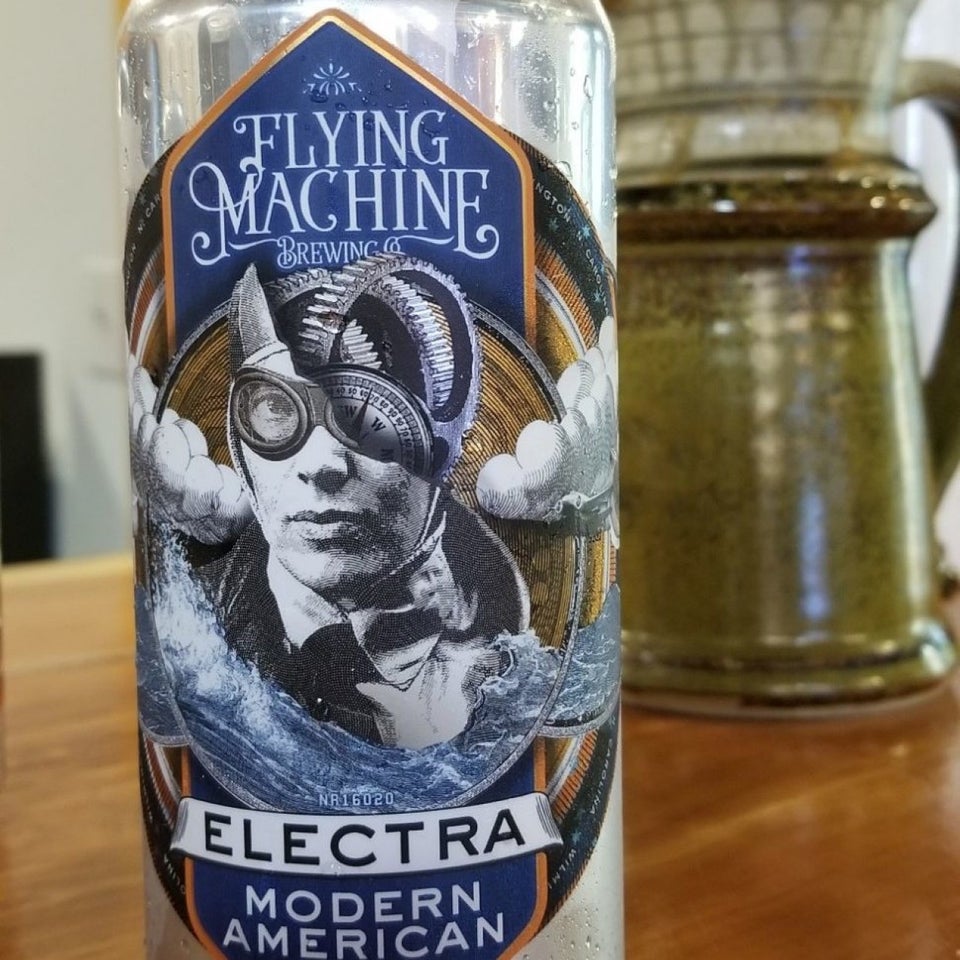 FLYING
MACHINE
BREWING CO
W
NR16020
ELECTRA
MODERN
AMERICAN